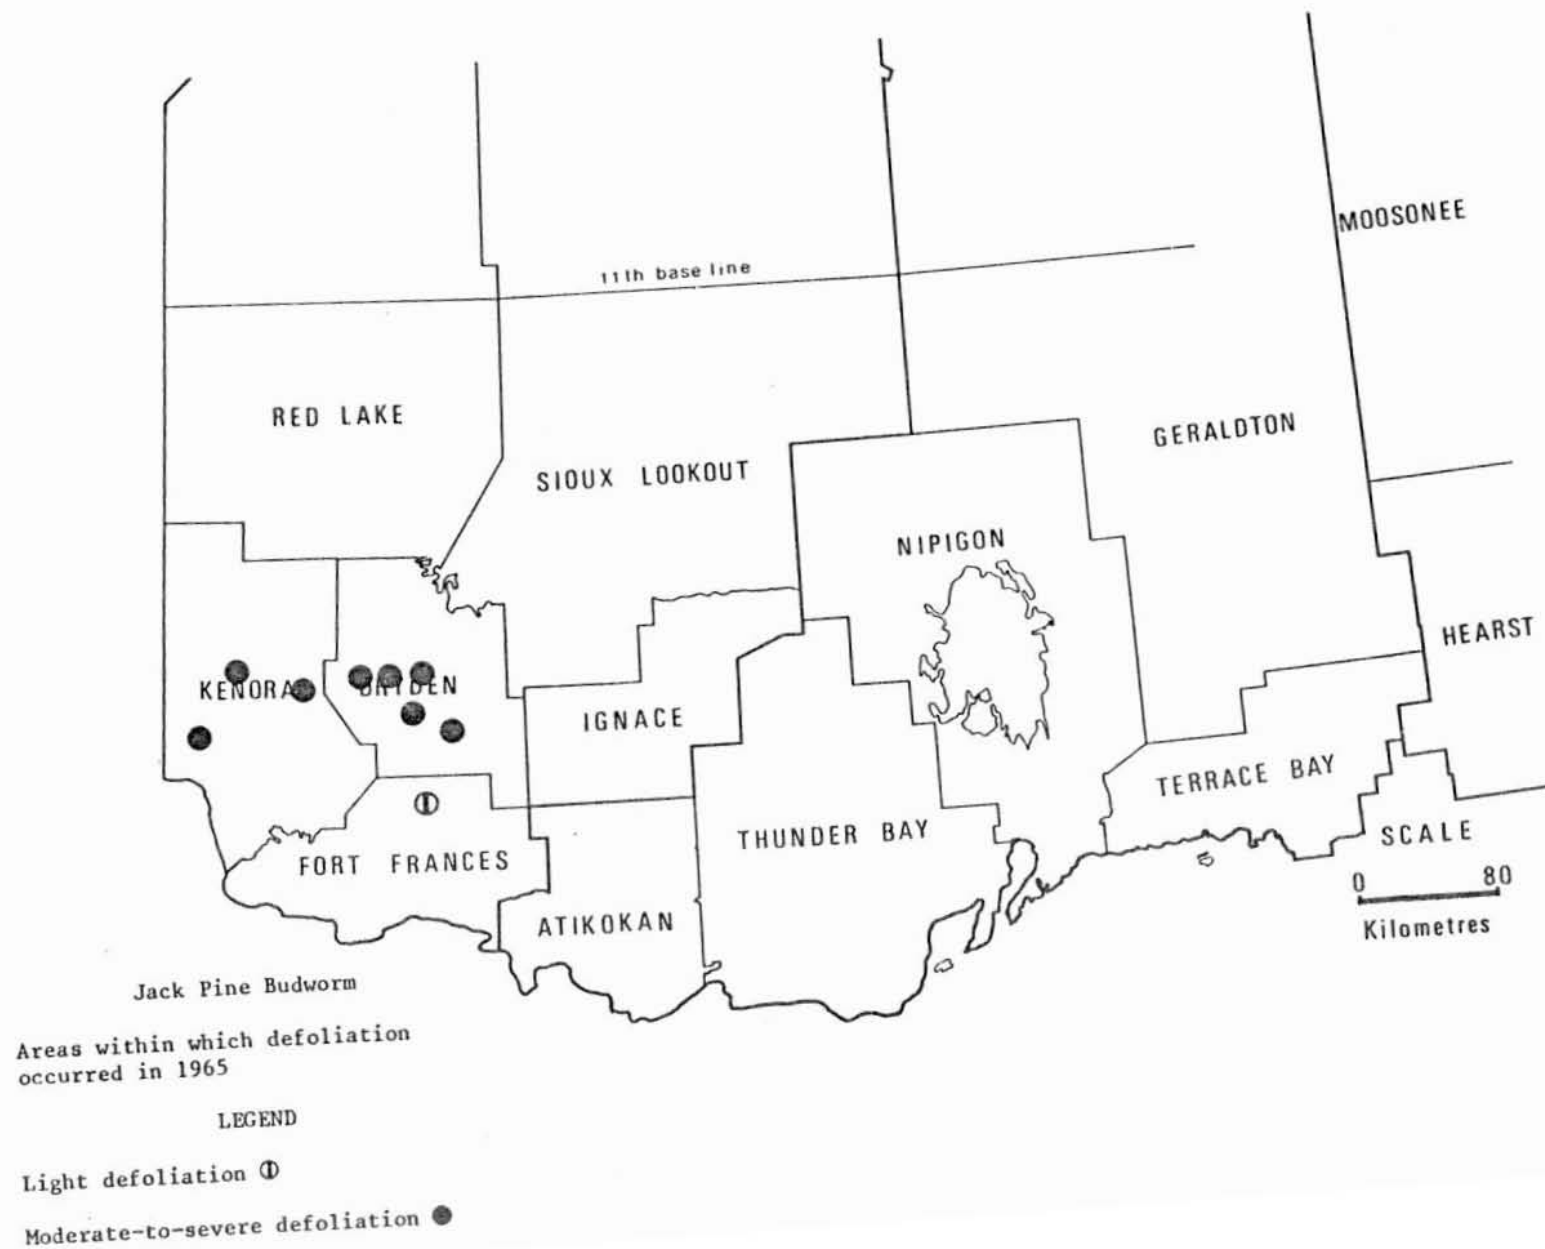 MOOSONEE
11th base line
RED LAKE
GERALDTON
SIOUX LOOKOUT
NIPIGON
HEARST
KENORA
DRYDEN
IGNACE
TERRACE BAY
THUNDER BAY
SCALE
FORT FRANCES
0 80
ATIKOKAN
Kilometres
Jack Pine Budworm
Areas within which defoliation
occurred in 1965
LEGEND
Light defoliation
Moderate-to-severe defoliation